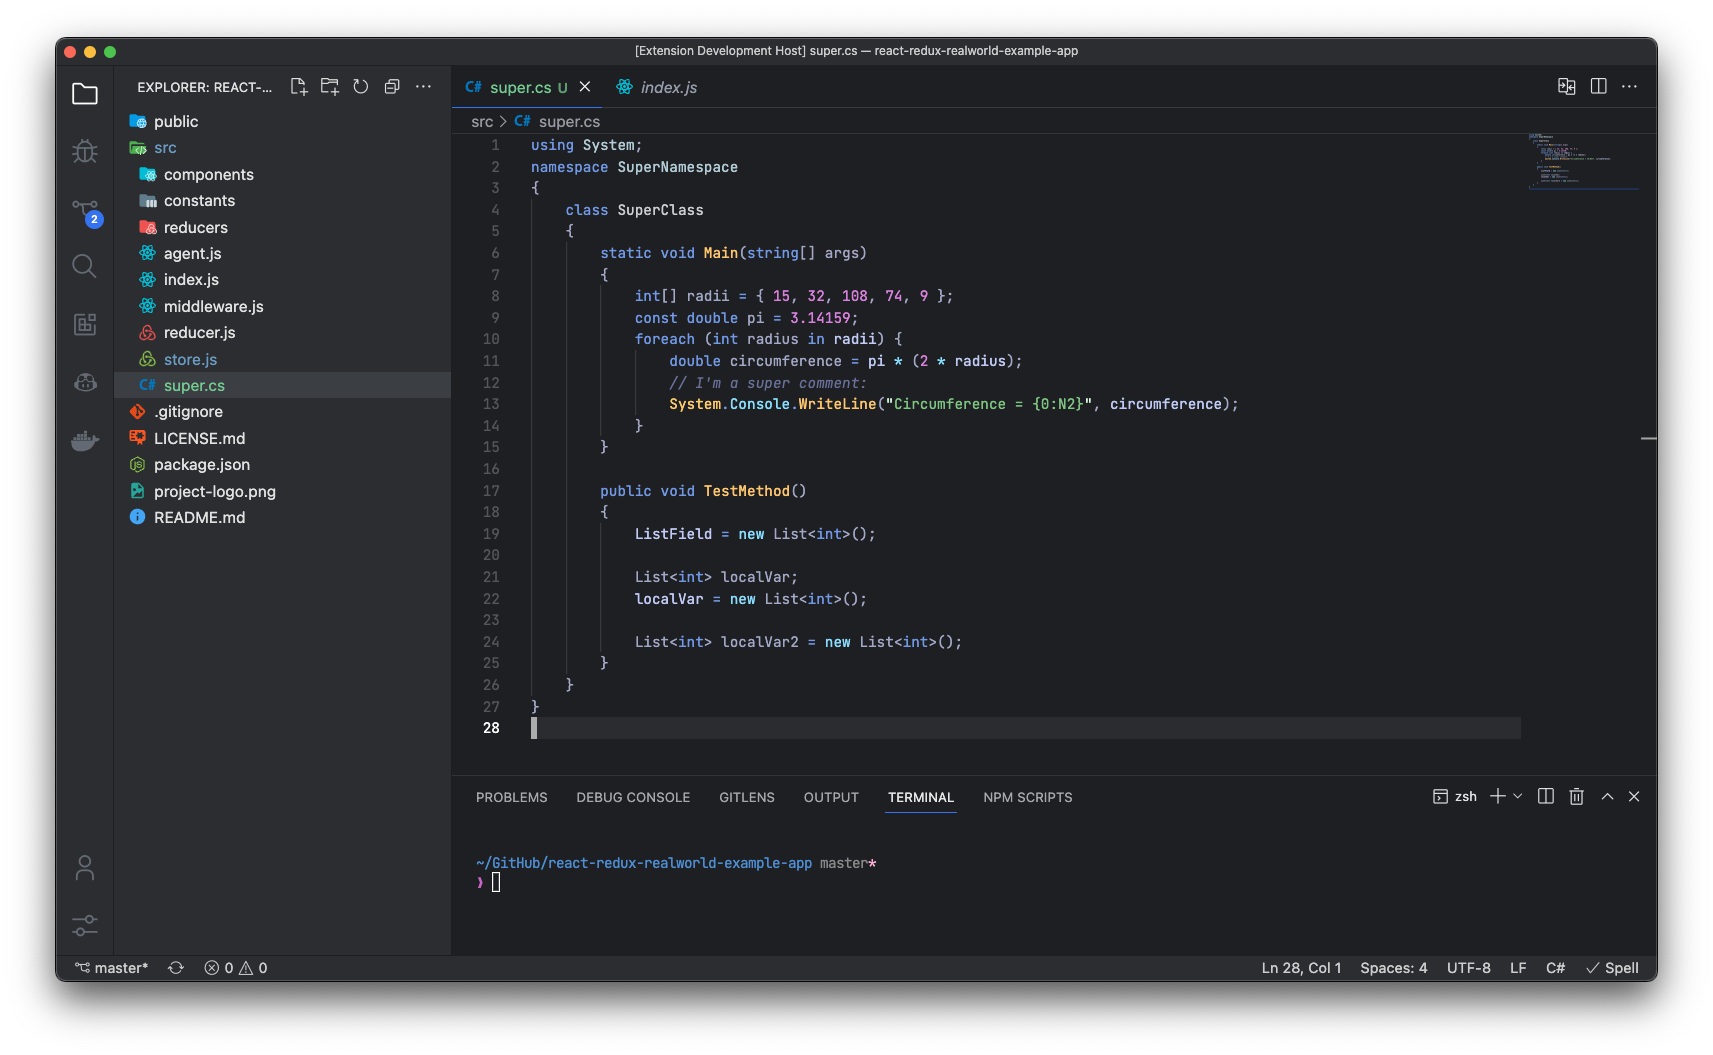 [Extension Development Host] super.cs — react-redux-realworld-example-app
EXPLORER: REACT-...
public
src
components
constants
reducers
agent.js
index.js
middleware.js
reducer.js
store.js
C# super.cs
.gitignore
LICENSE.md
package.json
project-logo.png
README.md
2
C# super.cs U
index.js
src > C# super.cs
1 using System;
2 namespace SuperNamespace
3 {
4 class SuperClass
5 {
6 static void Main(string[] args)
7 {
8 int[] radii = { 15, 32, 108, 74, 9 };
9 const double pi = 3.14159;
10 foreach (int radius in radii) {
11 double circumference = pi * (2 * radius);
12 // I'm a super comment:
13 System.Console.WriteLine("Circumference = {0:N2}", circumference);
14 }
15 }
16
17 public void TestMethod()
18 {
19 ListField = new List<int>();
20
21 List<int> localVar;
22 localVar = new List<int>();
23
24 List<int> localVar2 = new List<int>();
25 }
26 }
27 }
28
PROBLEMS DEBUG CONSOLE GITLENS OUTPUT TERMINAL NPM SCRIPTS
zsh
~/GitHub/react-redux-realworld-example-app master*
❯
master* 0 0
Ln 28, Col 1 Spaces: 4 UTF-8 LF C# Spell